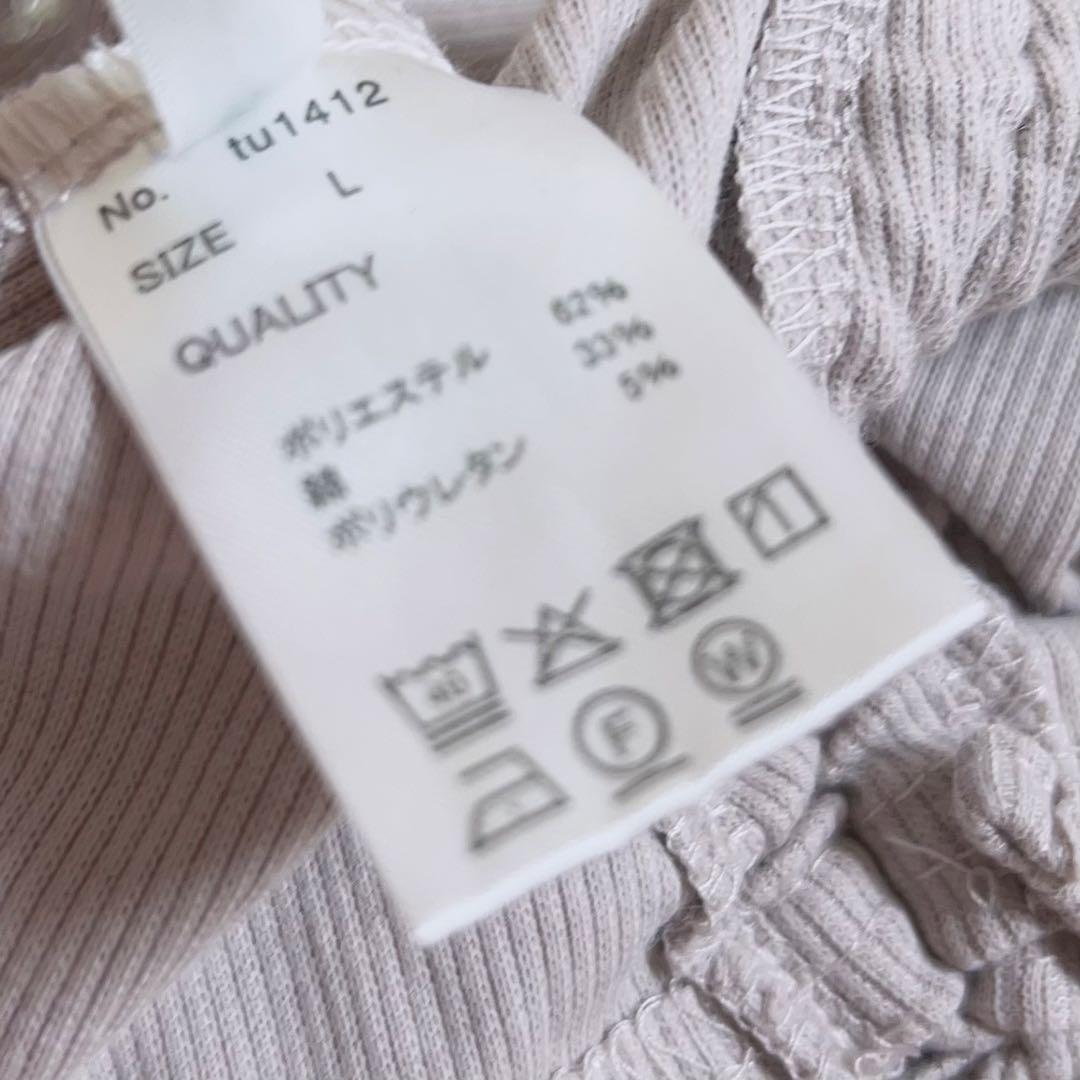 No. tu1412
SIZE L
QUALITY
ポリエステル 62%
綿 33%
ポリウレタン 5%
40
F
W